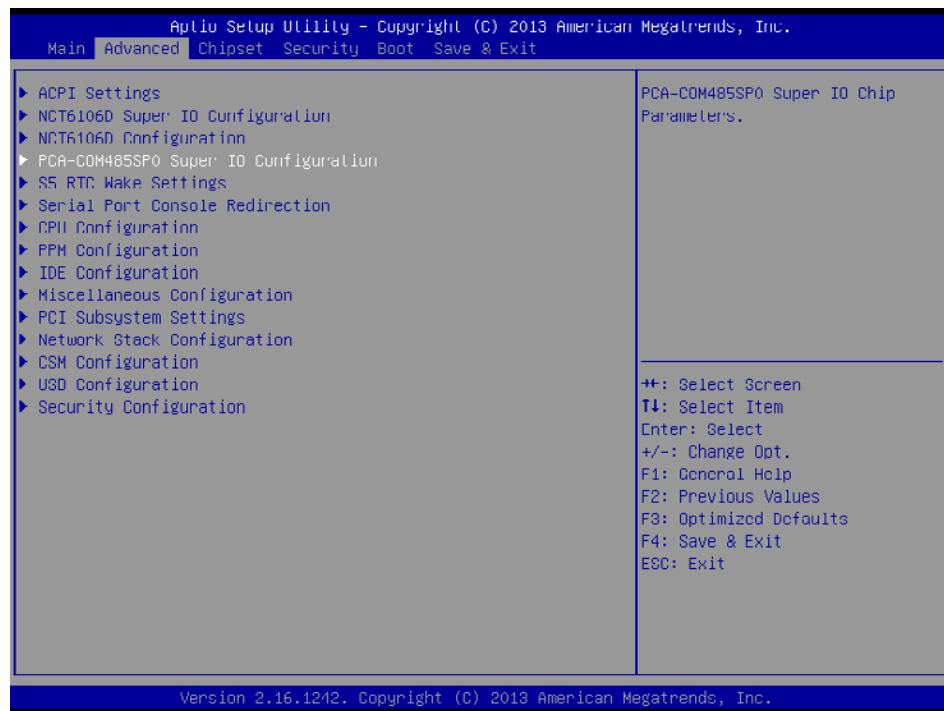 Aptio Setup Utility – Copyright (C) 2013 American Megatrends, Inc.
Main Advanced Chipset Security Boot Save & Exit
▶ ACPI Settings
▶ NCT6106D Super IO Configuration
▶ NCT6106D Configuration
▶ PCA-COM485SP0 Super IO Configuration
▶ S5 RTC Wake Settings
▶ Serial Port Console Redirection
▶ CPU Configuration
▶ PPM Configuration
▶ IDE Configuration
▶ Miscellaneous Configuration
▶ PCI Subsystem Settings
▶ Network Stack Configuration
▶ CSM Configuration
▶ USB Configuration
▶ Security Configuration
PCA-COM485SP0 Super IO Chip
Parameters.
→←: Select Screen
↑↓: Select Item
Enter: Select
+/-: Change Opt.
F1: General Help
F2: Previous Values
F3: Optimized Defaults
F4: Save & Exit
ESC: Exit
Version 2.16.1242. Copyright (C) 2013 American Megatrends, Inc.